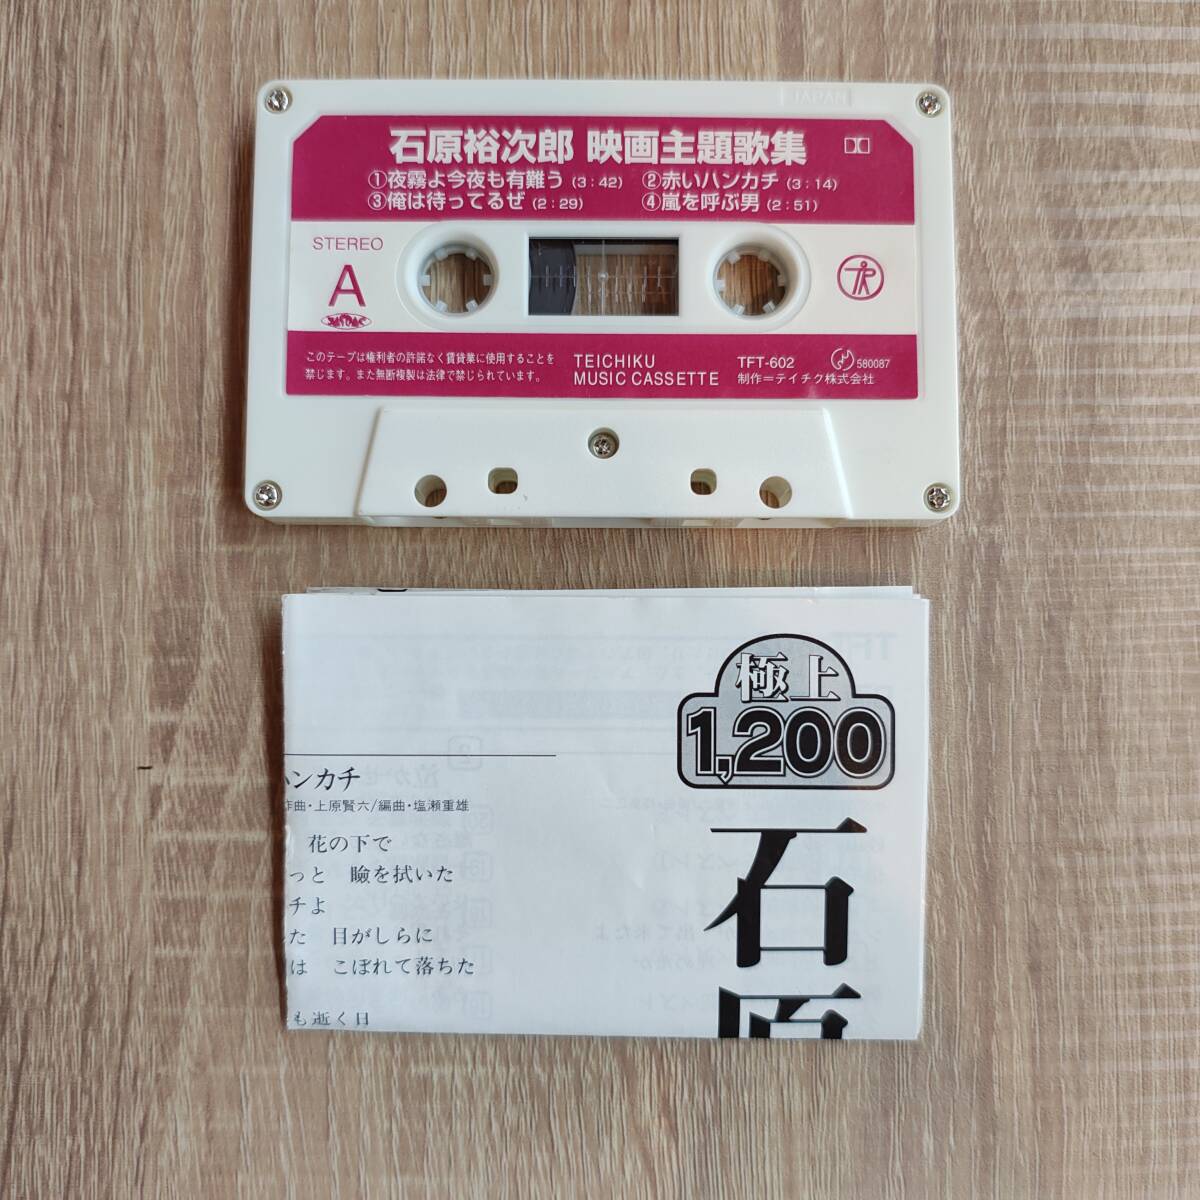 JAPAN
石原裕次郎 映画主題歌集
①夜霧よ今夜も有難う (3:42) ②赤いハンカチ (3:14)
③俺は待ってるぜ (2:29) ④嵐を呼ぶ男 (2:51)
STEREO
A
JASRAC
このテープは権利者の許諾なく賃貸業に使用することを
禁じます。また無断複製は法律で禁じられています。
TEICHIKU
MUSIC CASSETTE
TFT-602
580087
制作=テイチク株式会社
極上
1,200
石
原
ハンカチ
作曲・上原賢六/編曲・塩瀬重雄
花の下で
っと 瞼を拭いた
チよ
た 目がしらに
は こぼれて落ちた
も逝く日